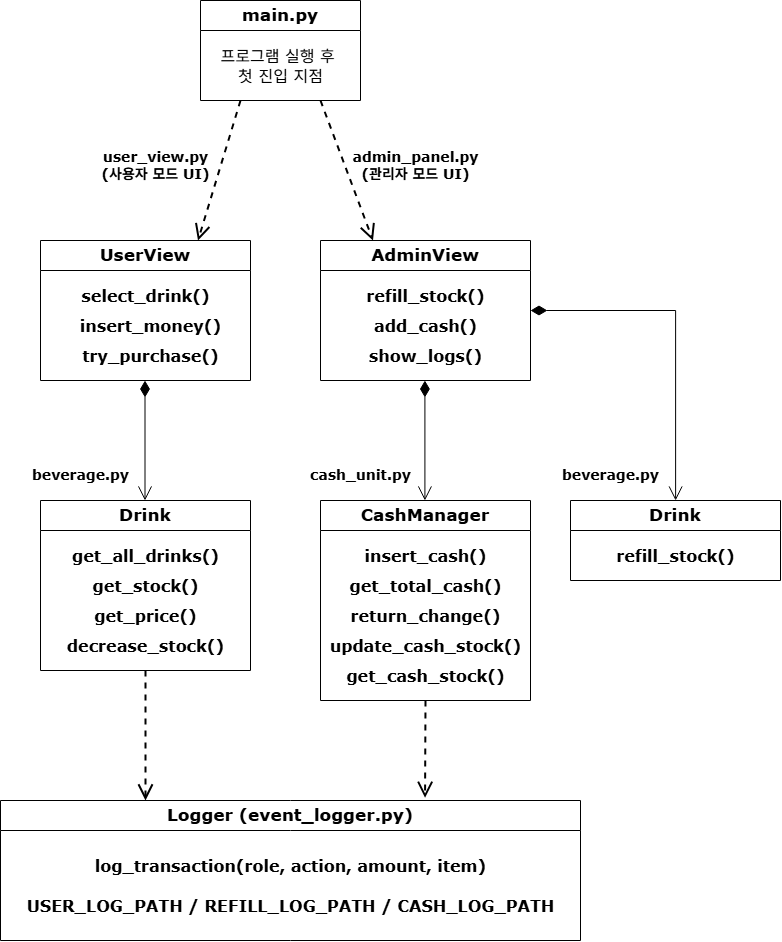 main.py
프로그램 실행 후
첫 진입 지점
user_view.py
(사용자 모드 UI)
admin_panel.py
(관리자 모드 UI)
UserView
select_drink()
insert_money()
try_purchase()
AdminView
refill_stock()
add_cash()
show_logs()
beverage.py
Drink
get_all_drinks()
get_stock()
get_price()
decrease_stock()
cash_unit.py
CashManager
insert_cash()
get_total_cash()
return_change()
update_cash_stock()
get_cash_stock()
beverage.py
Drink
refill_stock()
Logger (event_logger.py)
log_transaction(role, action, amount, item)
USER_LOG_PATH / REFILL_LOG_PATH / CASH_LOG_PATH